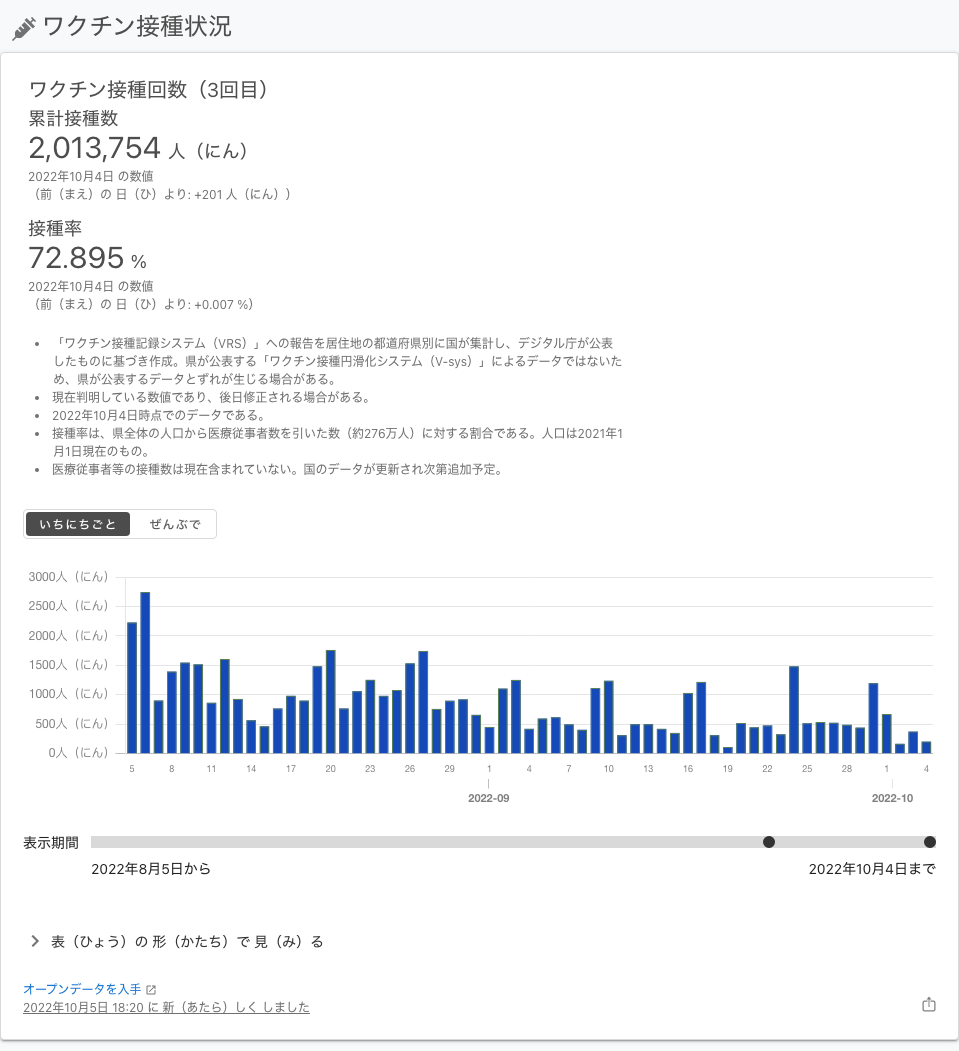 ワクチン接種状況
ワクチン接種回数（3回目）
累計接種数
2,013,754 人（にん）
2022年10月4日 の数値
（前（まえ）の 日（ひ）より: +201 人（にん））
接種率
72.895 %
2022年10月4日 の数値
（前（まえ）の 日（ひ）より: +0.007 %）
• 「ワクチン接種記録システム（VRS）」への報告を居住地の都道府県別に国が集計し、デジタル庁が公表
したものに基づき作成。県が公表する「ワクチン接種円滑化システム（V-sys）」によるデータではないた
め、県が公表するデータとずれが生じる場合がある。
• 現在判明している数値であり、後日修正される場合がある。
• 2022年10月4日時点でのデータである。
• 接種率は、県全体の人口から医療従事者数を引いた数（約276万人）に対する割合である。人口は2021年1
月1日現在のもの。
• 医療従事者等の接種数は現在含まれていない。国のデータが更新され次第追加予定。
いちにちごと ぜんぶで
3000人（にん）
2500人（にん）
2000人（にん）
1500人（にん）
1000人（にん）
500人（にん）
0人（にん）
5 8 11 14 17 20 23 26 29 1 4 7 10 13 16 19 22 25 28 1 4
2022-09 2022-10
表示期間
2022年8月5日から 2022年10月4日まで
表（ひょう）の 形（かたち）で 見（み）る
オープンデータを入手
2022年10月5日 18:20 に 新（あたら）しく しました